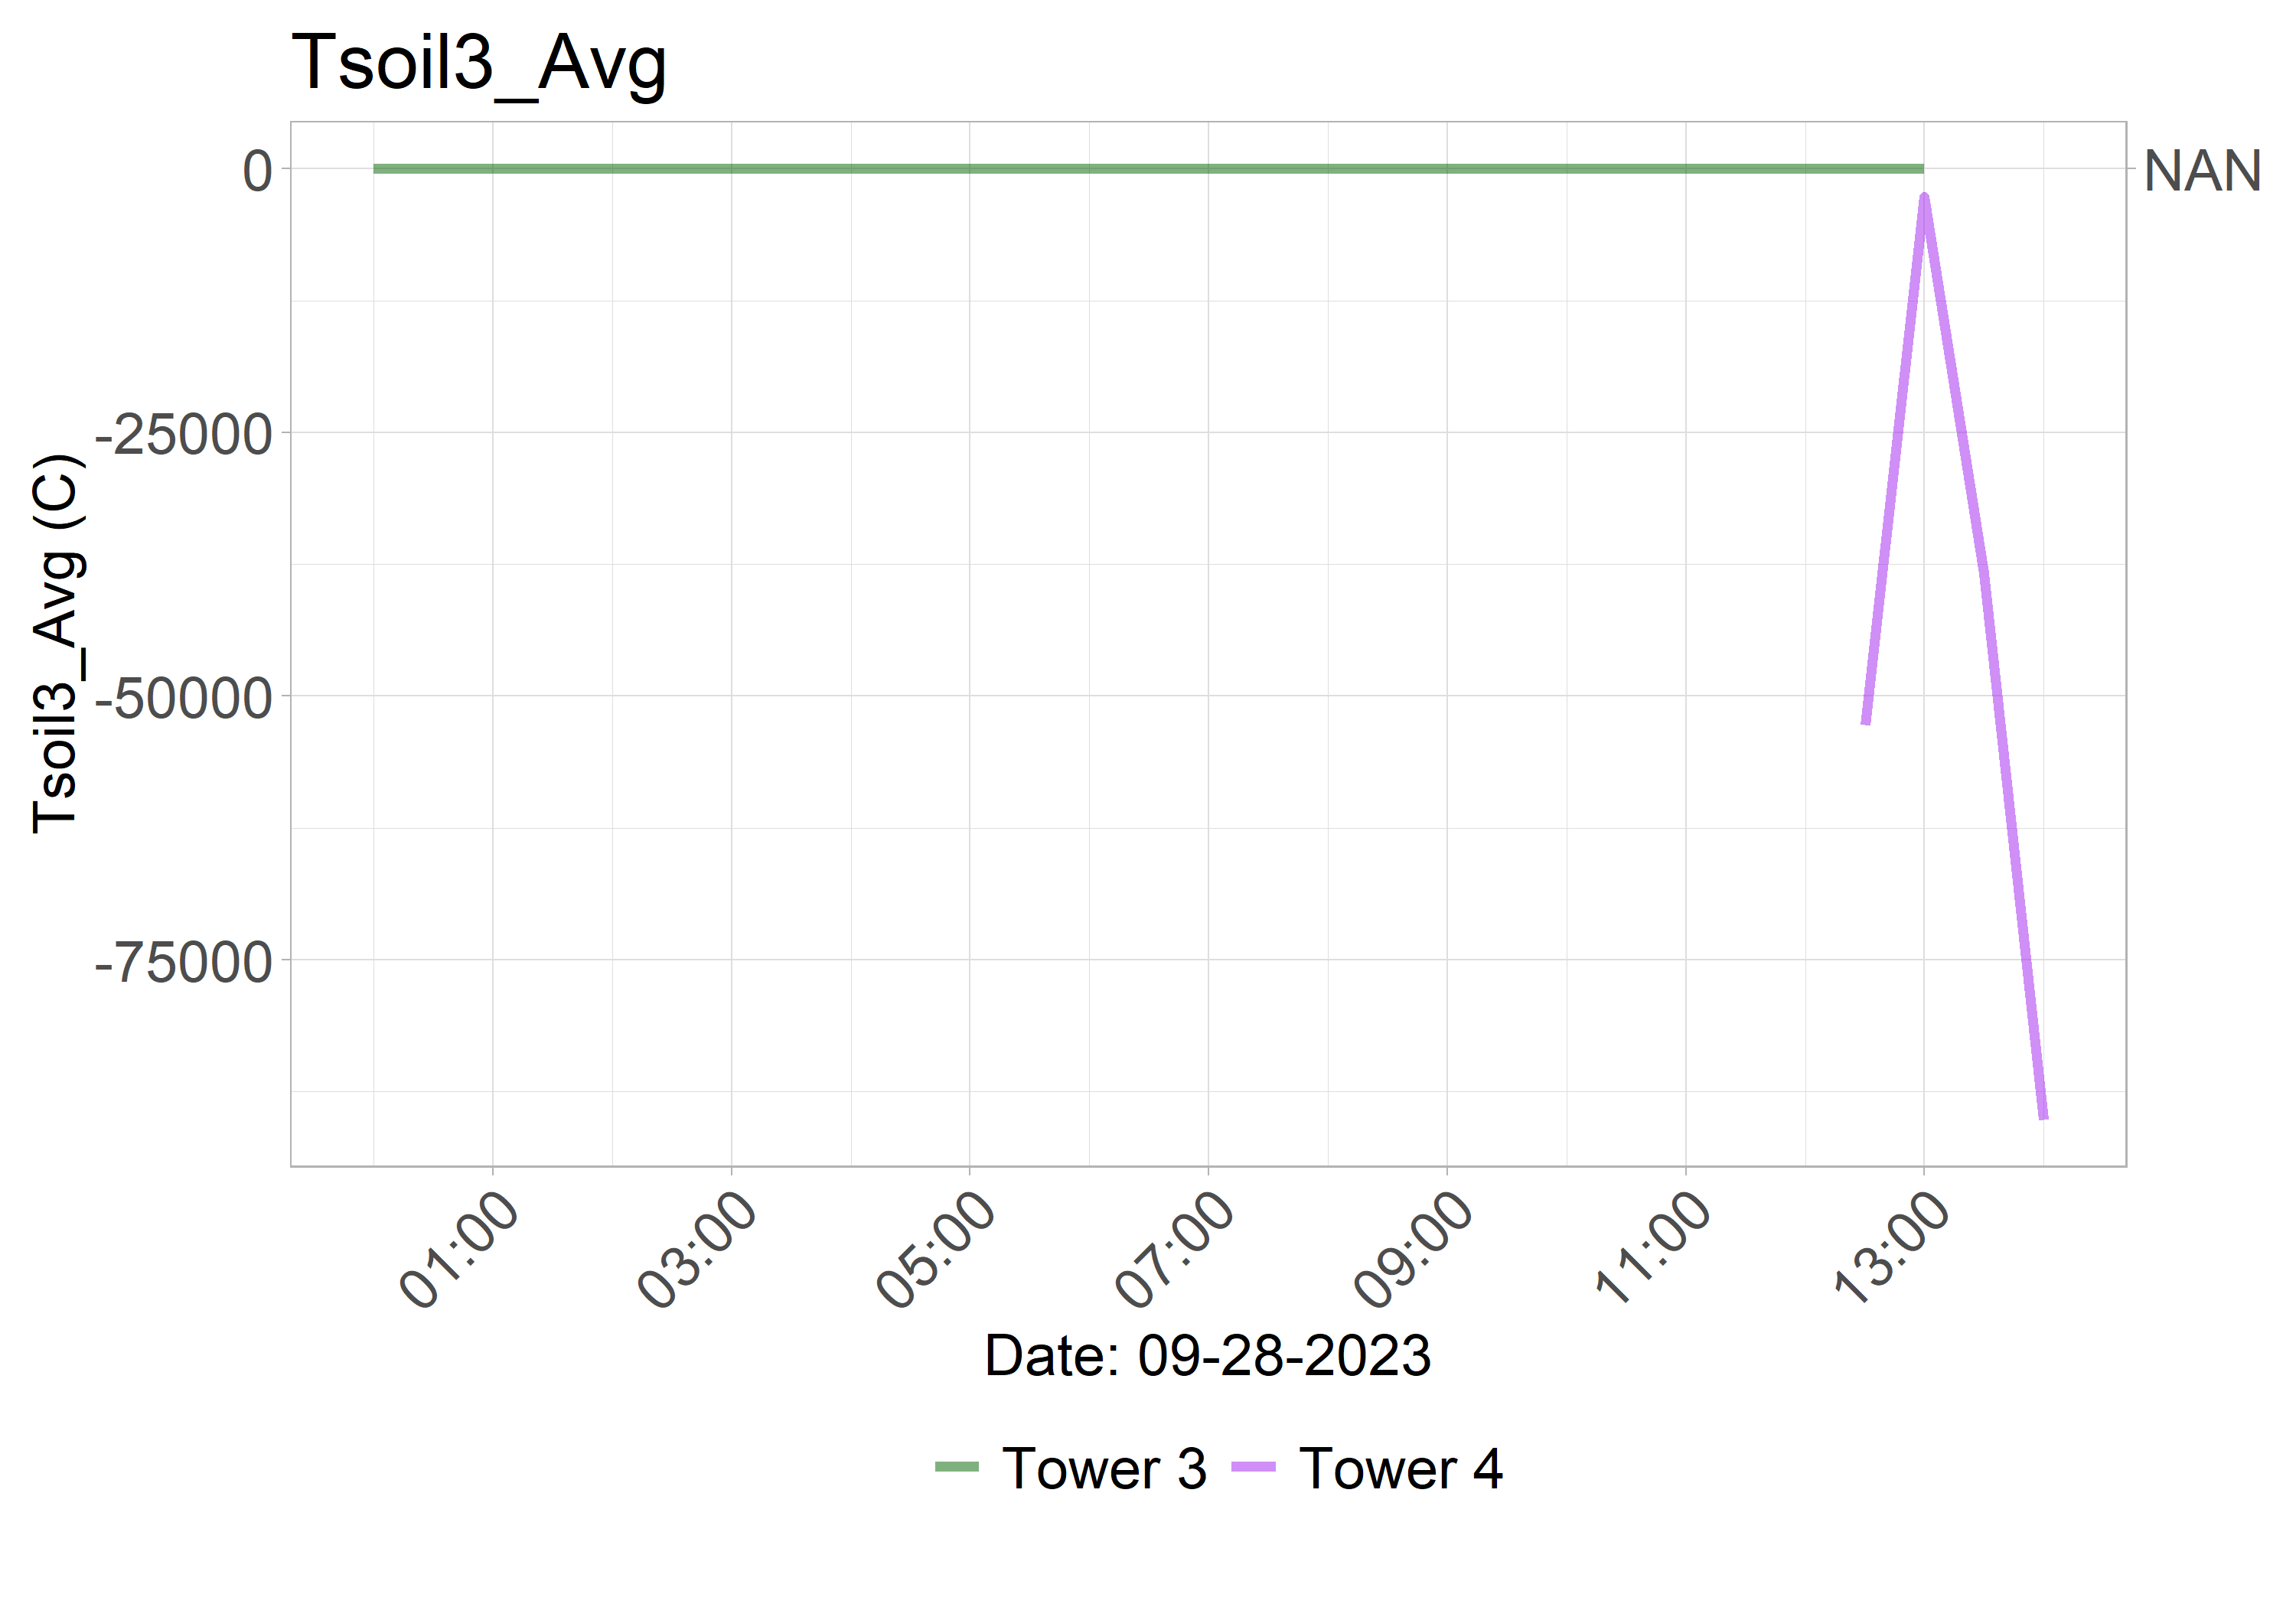 Tsoil3_Avg
0
NAN
-25000
-50000
-75000
Tsoil3_Avg (C)
01:00 03:00 05:00 07:00 09:00 11:00 13:00
Date: 09-28-2023
Tower 3 Tower 4